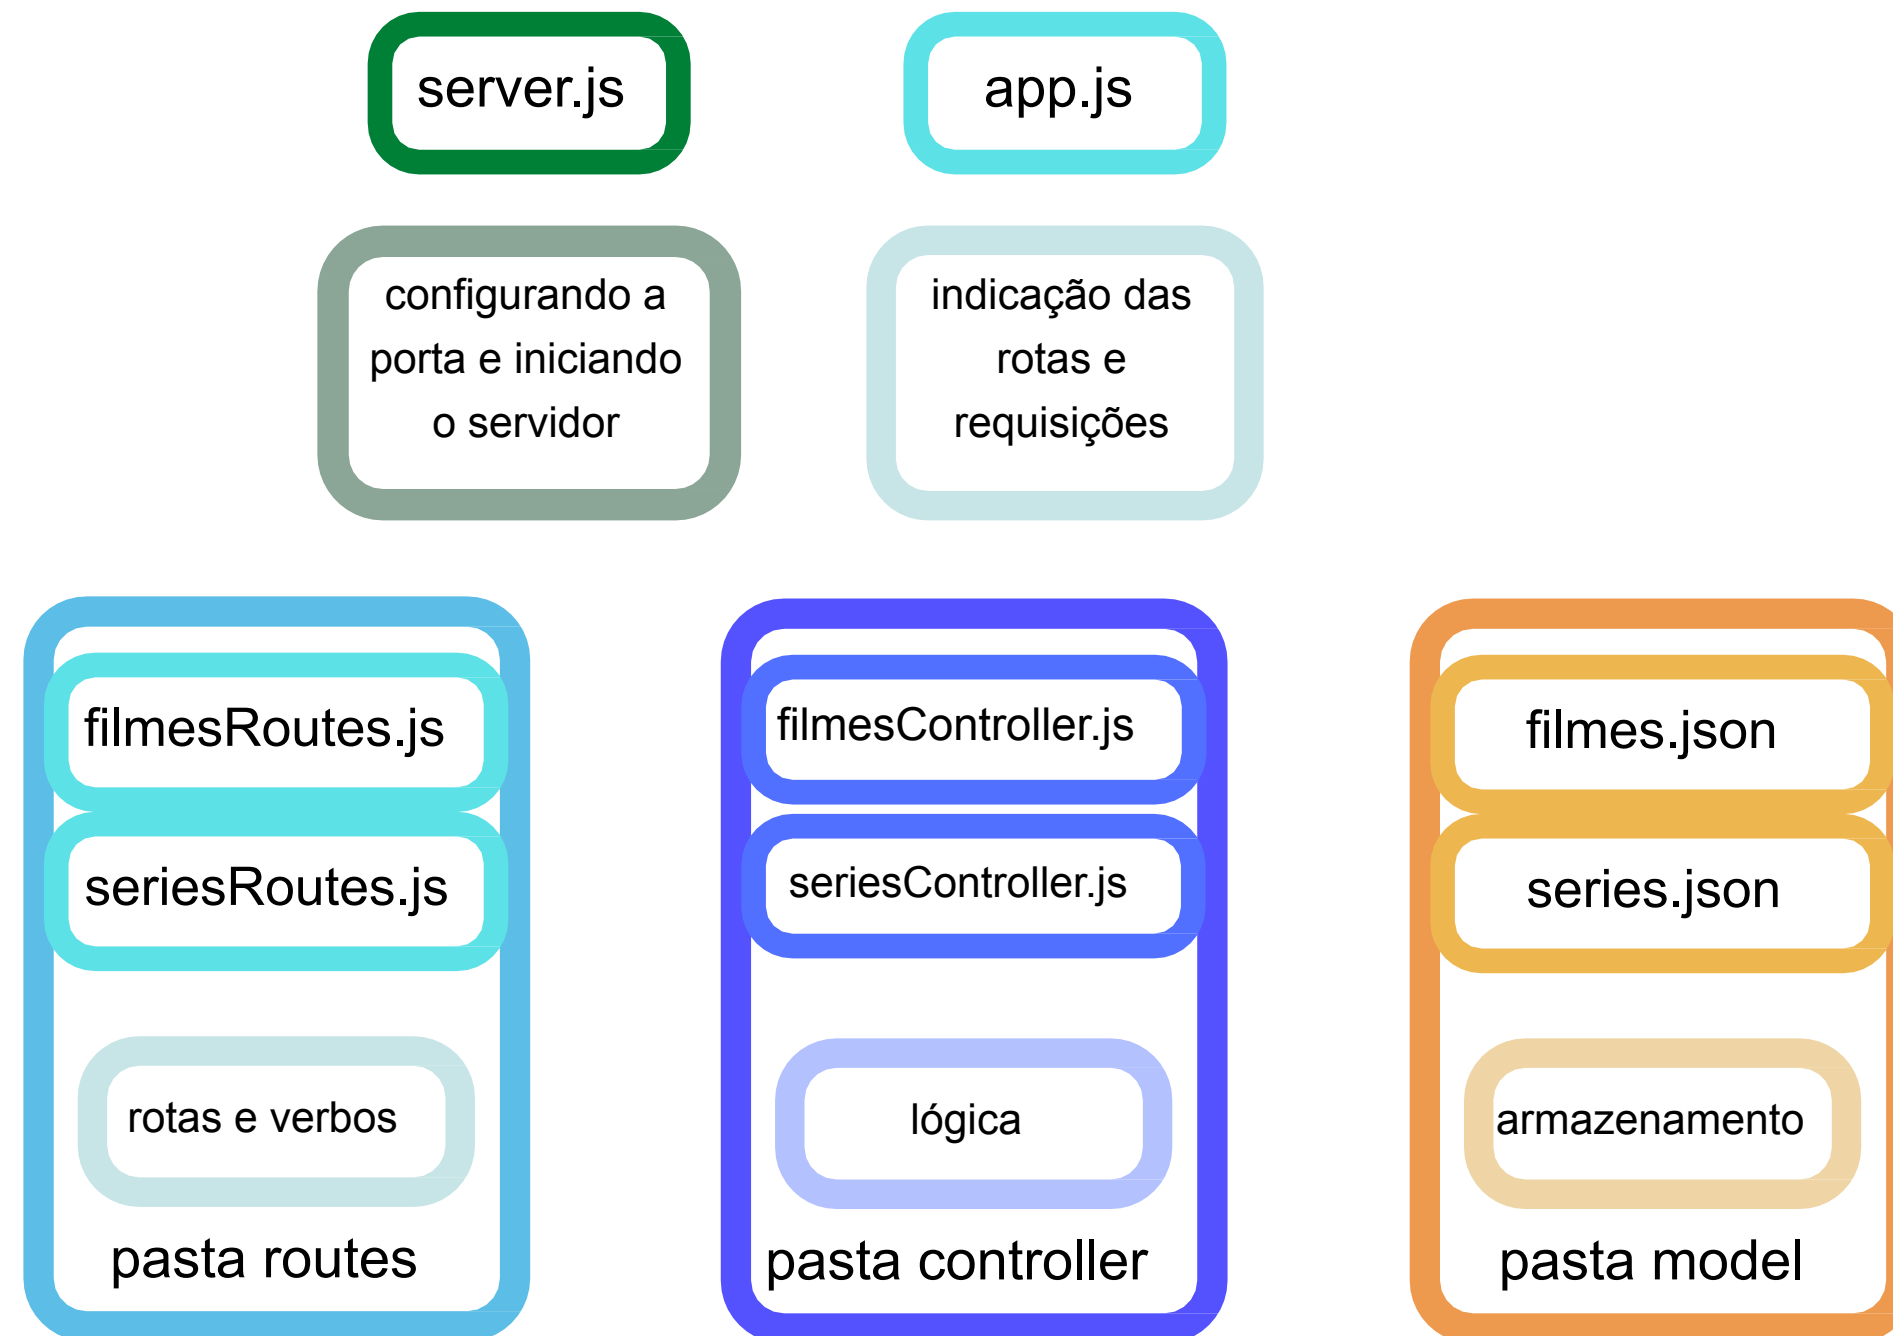 server.js
app.js
configurando a
porta e iniciando
o servidor
indicação das
rotas e
requisições
filmesRoutes.js
seriesRoutes.js
rotas e verbos
pasta routes
filmesController.js
seriesController.js
lógica
pasta controller
filmes.json
series.json
armazenamento
pasta model